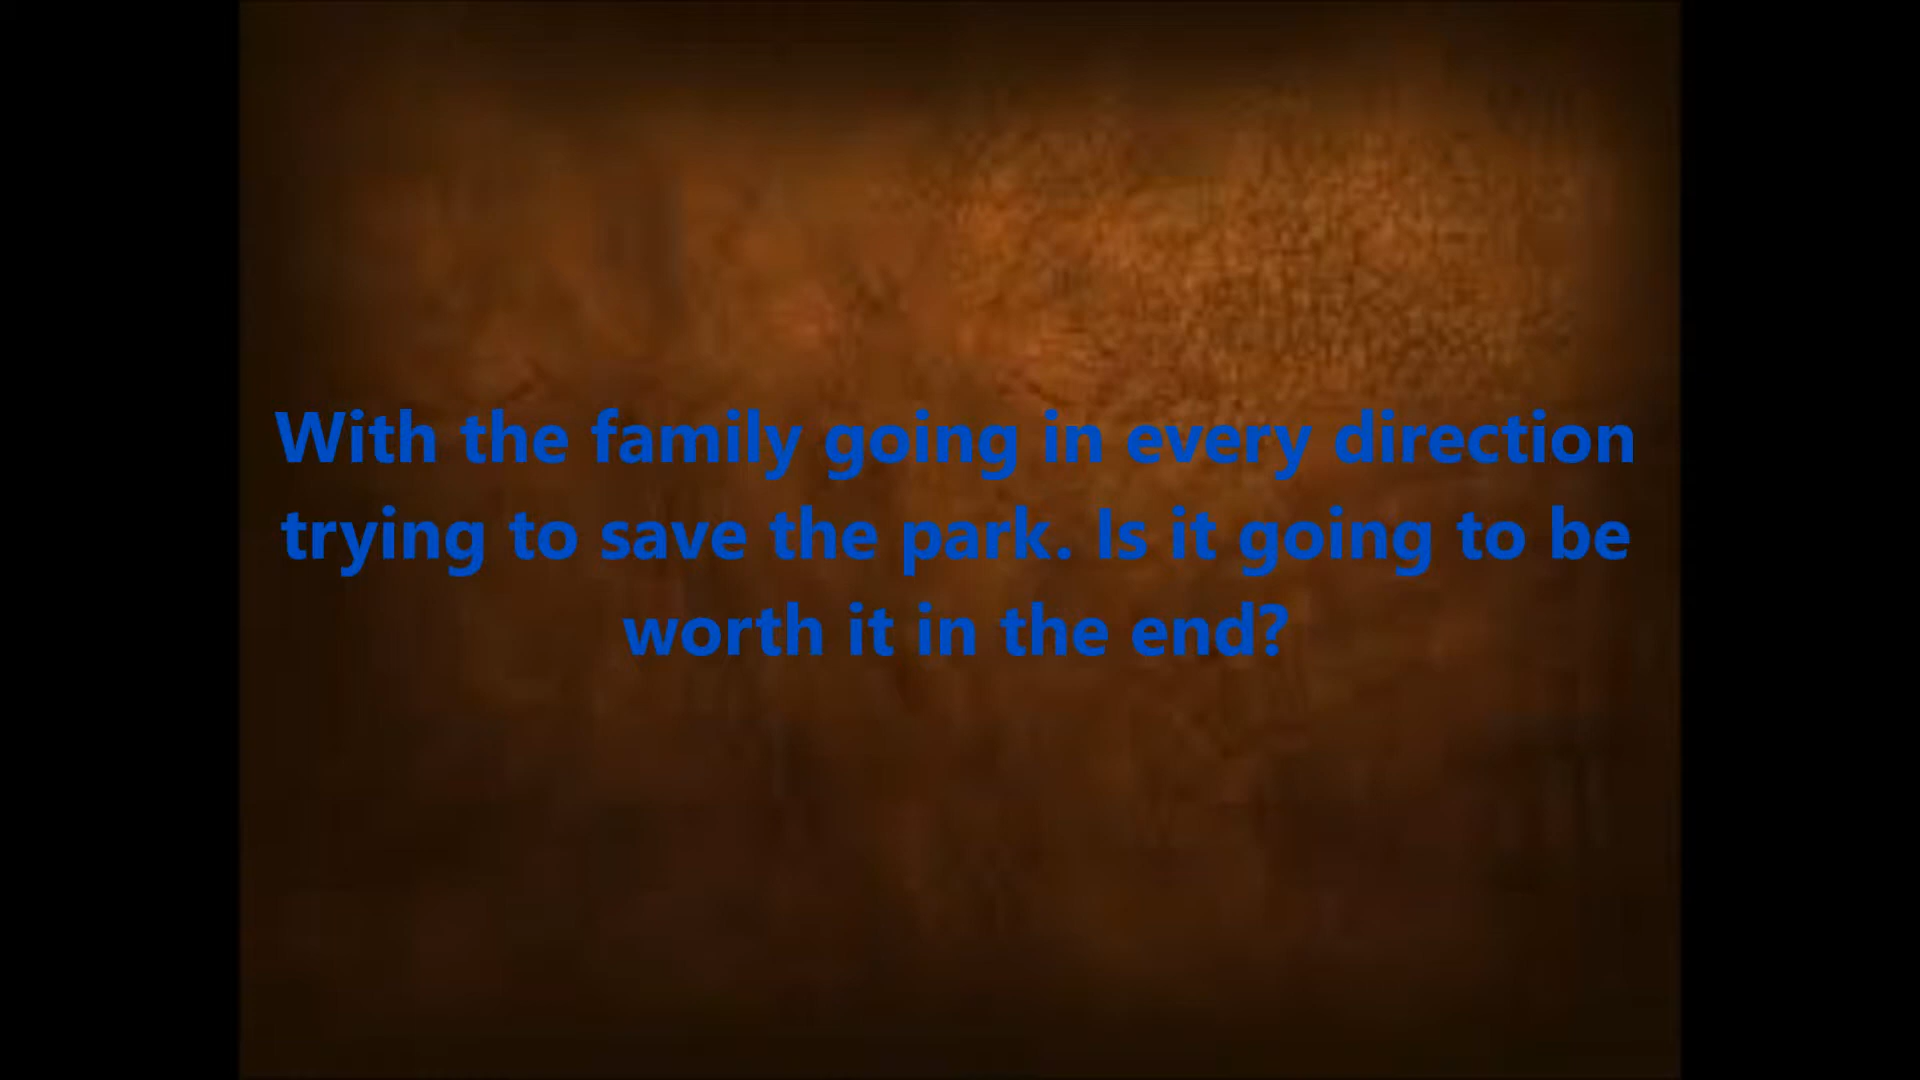 With the family going in every direction
trying to save the park. Is it going to be
worth it in the end?